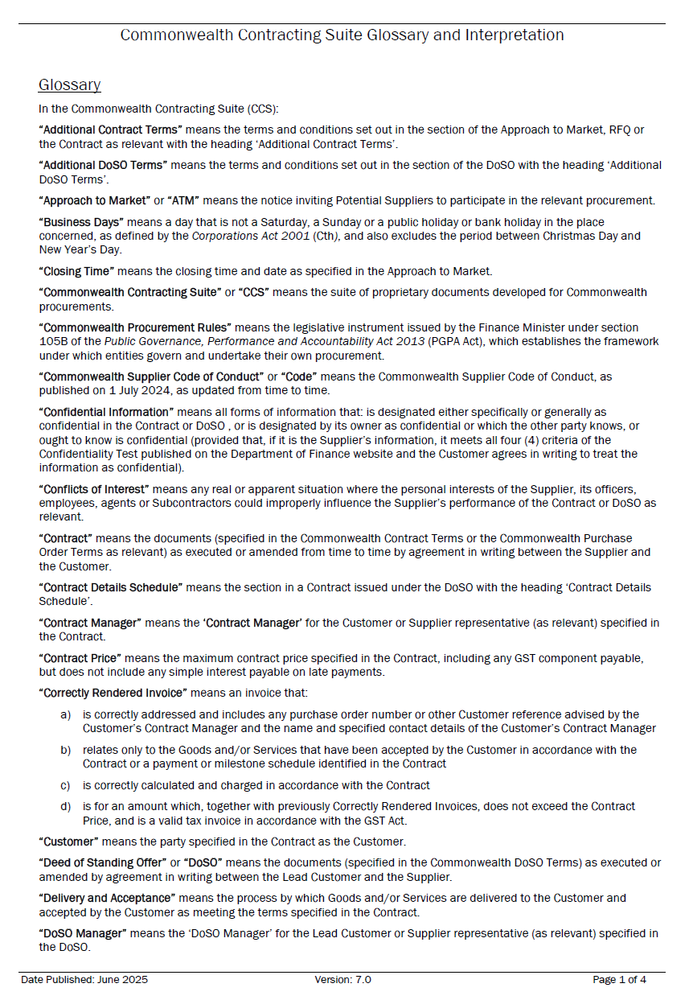 Commonwealth Contracting Suite Glossary and Interpretation
Glossary
In the Commonwealth Contracting Suite (CCS):
“Additional Contract Terms” means the terms and conditions set out in the section of the Approach to Market, RFQ or
the Contract as relevant with the heading ‘Additional Contract Terms’.
“Additional DoSO Terms” means the terms and conditions set out in the section of the DoSO with the heading ‘Additional
DoSO Terms’.
“Approach to Market” or “ATM” means the notice inviting Potential Suppliers to participate in the relevant procurement.
“Business Days” means a day that is not a Saturday, a Sunday or a public holiday or bank holiday in the place
concerned, as defined by the Corporations Act 2001 (Cth), and also excludes the period between Christmas Day and
New Year’s Day.
“Closing Time” means the closing time and date as specified in the Approach to Market.
“Commonwealth Contracting Suite” or “CCS” means the suite of proprietary documents developed for Commonwealth
procurements.
“Commonwealth Procurement Rules” means the legislative instrument issued by the Finance Minister under section
105B of the Public Governance, Performance and Accountability Act 2013 (PGPA Act), which establishes the framework
under which entities govern and undertake their own procurement.
“Commonwealth Supplier Code of Conduct” or “Code” means the Commonwealth Supplier Code of Conduct, as
published on 1 July 2024, as updated from time to time.
“Confidential Information” means all forms of information that: is designated either specifically or generally as
confidential in the Contract or DoSO , or is designated by its owner as confidential or which the other party knows, or
ought to know is confidential (provided that, if it is the Supplier’s information, it meets all four (4) criteria of the
Confidentiality Test published on the Department of Finance website and the Customer agrees in writing to treat the
information as confidential).
“Conflicts of Interest” means any real or apparent situation where the personal interests of the Supplier, its officers,
employees, agents or Subcontractors could improperly influence the Supplier’s performance of the Contract or DoSO as
relevant.
“Contract” means the documents (specified in the Commonwealth Contract Terms or the Commonwealth Purchase
Order Terms as relevant) as executed or amended from time to time by agreement in writing between the Supplier and
the Customer.
“Contract Details Schedule” means the section in a Contract issued under the DoSO with the heading ‘Contract Details
Schedule’.
“Contract Manager” means the ‘Contract Manager’ for the Customer or Supplier representative (as relevant) specified in
the Contract.
“Contract Price” means the maximum contract price specified in the Contract, including any GST component payable,
but does not include any simple interest payable on late payments.
“Correctly Rendered Invoice” means an invoice that:
a) is correctly addressed and includes any purchase order number or other Customer reference advised by the
Customer’s Contract Manager and the name and specified contact details of the Customer’s Contract Manager
b) relates only to the Goods and/or Services that have been accepted by the Customer in accordance with the
Contract or a payment or milestone schedule identified in the Contract
c) is correctly calculated and charged in accordance with the Contract
d) is for an amount which, together with previously Correctly Rendered Invoices, does not exceed the Contract
Price, and is a valid tax invoice in accordance with the GST Act.
“Customer” means the party specified in the Contract as the Customer.
“Deed of Standing Offer” or “DoSO” means the documents (specified in the Commonwealth DoSO Terms) as executed or
amended by agreement in writing between the Lead Customer and the Supplier.
“Delivery and Acceptance” means the process by which Goods and/or Services are delivered to the Customer and
accepted by the Customer as meeting the terms specified in the Contract.
“DoSO Manager” means the ‘DoSO Manager’ for the Lead Customer or Supplier representative (as relevant) specified in
the DoSO.
Date Published: June 2025 Version: 7.0 Page 1 of 4